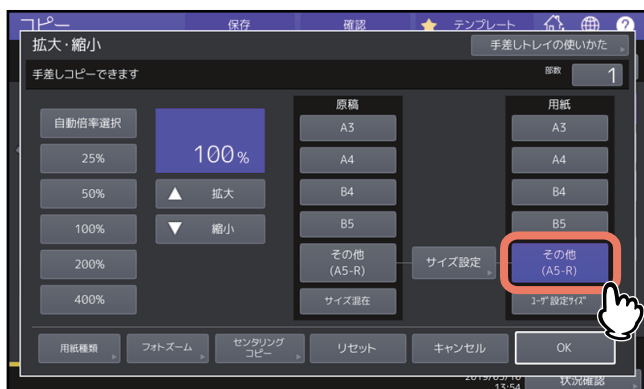 コピー 保存 確認 テンプレート
拡大・縮小 手差しトレイの使いかた
手差しコピーできます 部数 1
原稿 用紙
自動倍率選択 A3 A3
100%
25% A4 A4
50% 拡大 B4 B4
100% 縮小 B5 B5
200% その他 サイズ設定 その他
(A5-R) (A5-R)
400% サイズ混在 ユーザ設定サイズ
用紙種類 フォトズーム センタリング リセット キャンセル OK
コピー
13:54 状況確認